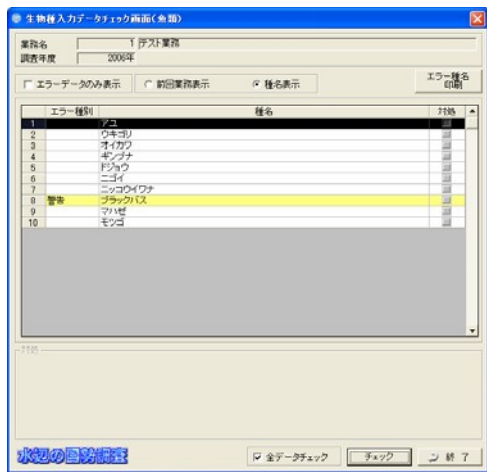 生物種入力データチェック画面(魚類)
業務名 1 テスト業務
調査年度 2006年
エラーデータのみ表示 前回業務表示 種名表示 エラー種名印刷
エラー種別 種名 対処
1 アユ
2 ウキゴリ
3 オイカワ
4 ギンブナ
5 ドジョウ
6 ニゴイ
7 ニッコウイワナ
8 警告 ブラックバス
9 マハゼ
10 モツゴ
対処
水辺の国勢調査 全データチェック チェック 終了